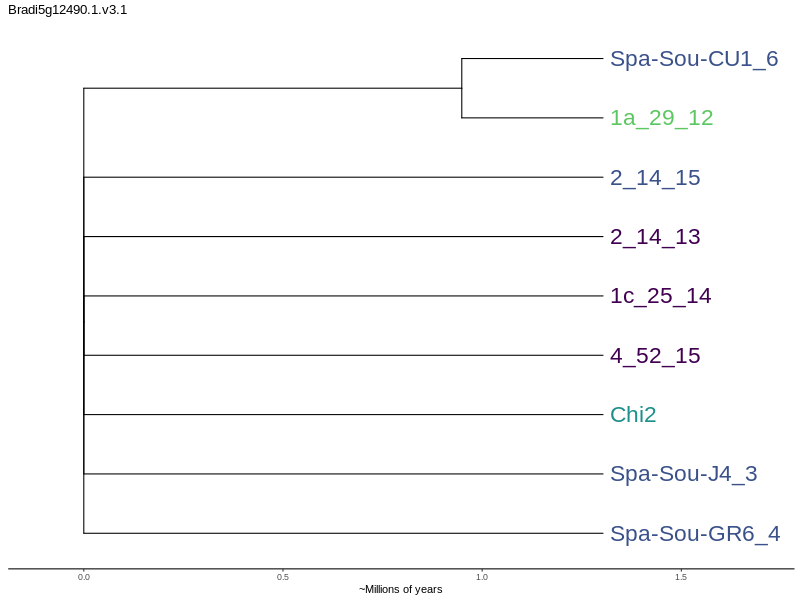 Bradi5g12490.1.v3.1
Spa-Sou-CU1_6
1a_29_12
2_14_15
2_14_13
1c_25_14
4_52_15
Chi2
Spa-Sou-J4_3
Spa-Sou-GR6_4
0.0 0.5 1.0 1.5
~Millions of years